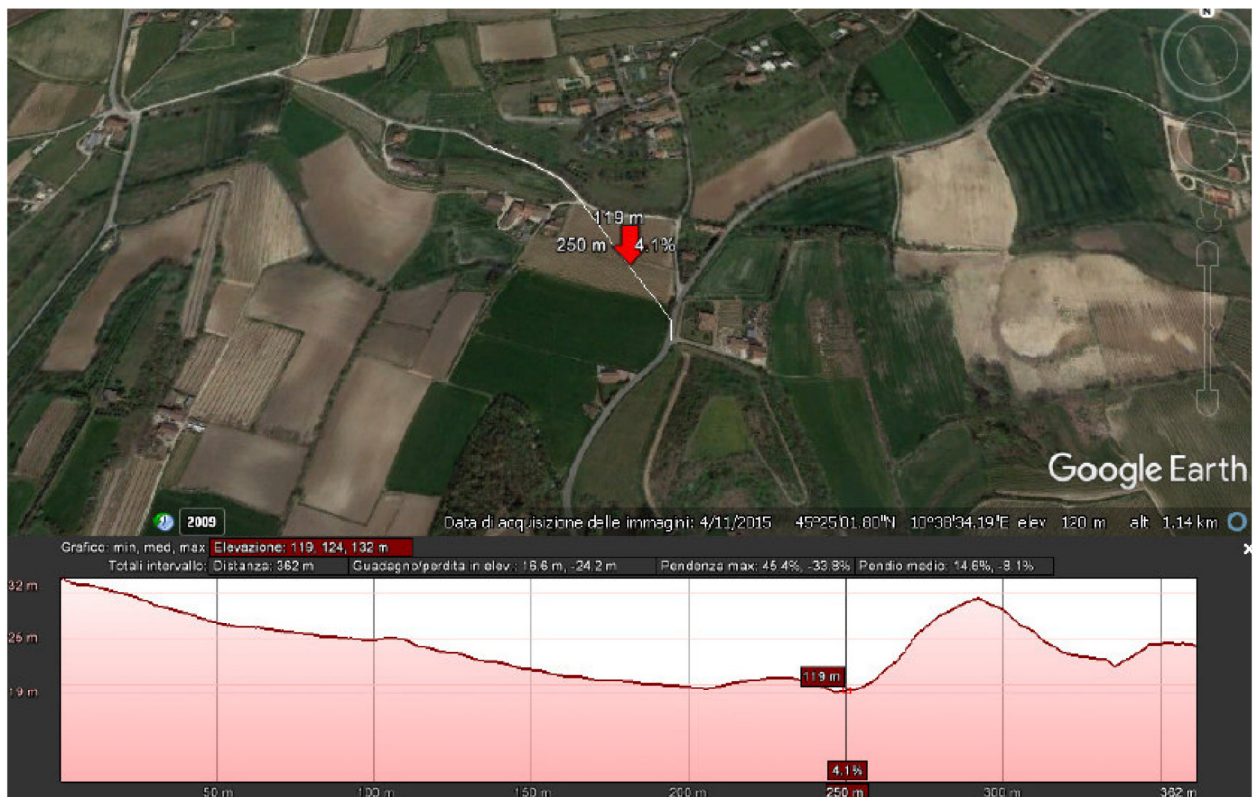 N
119 m
250 m 4.1%
Google Earth
2009 Data di acquisizione delle immagini: 4/11/2015 45°25'01.80"N 10°38'34.19"E elev 120 m alt 1.14 km
Grafico: min, med, max Elevazione: 119, 124, 132 m
Totali intervallo: Distanza: 362 m Guadagno/perdita in elev.: 16.6 m, -24.2 m Pendenza max: 45.4%, -33.8% Pendio medio: 14.6%, -8.1%
32 m
25 m
119 m
19 m
4.1%
50 m 100 m 150 m 200 m 250 m 300 m 362 m